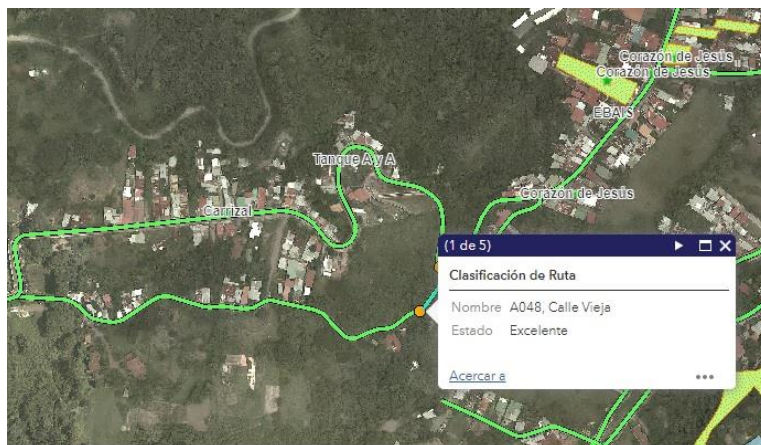 Corazón de Jesús
Corazón de Jesús
EBAIS
Tanque A y A
Corazón de Jesús
Carrizal
(1 de 5)
Clasificación de Ruta
Nombre A048, Calle Vieja
Estado Excelente
Acercar a